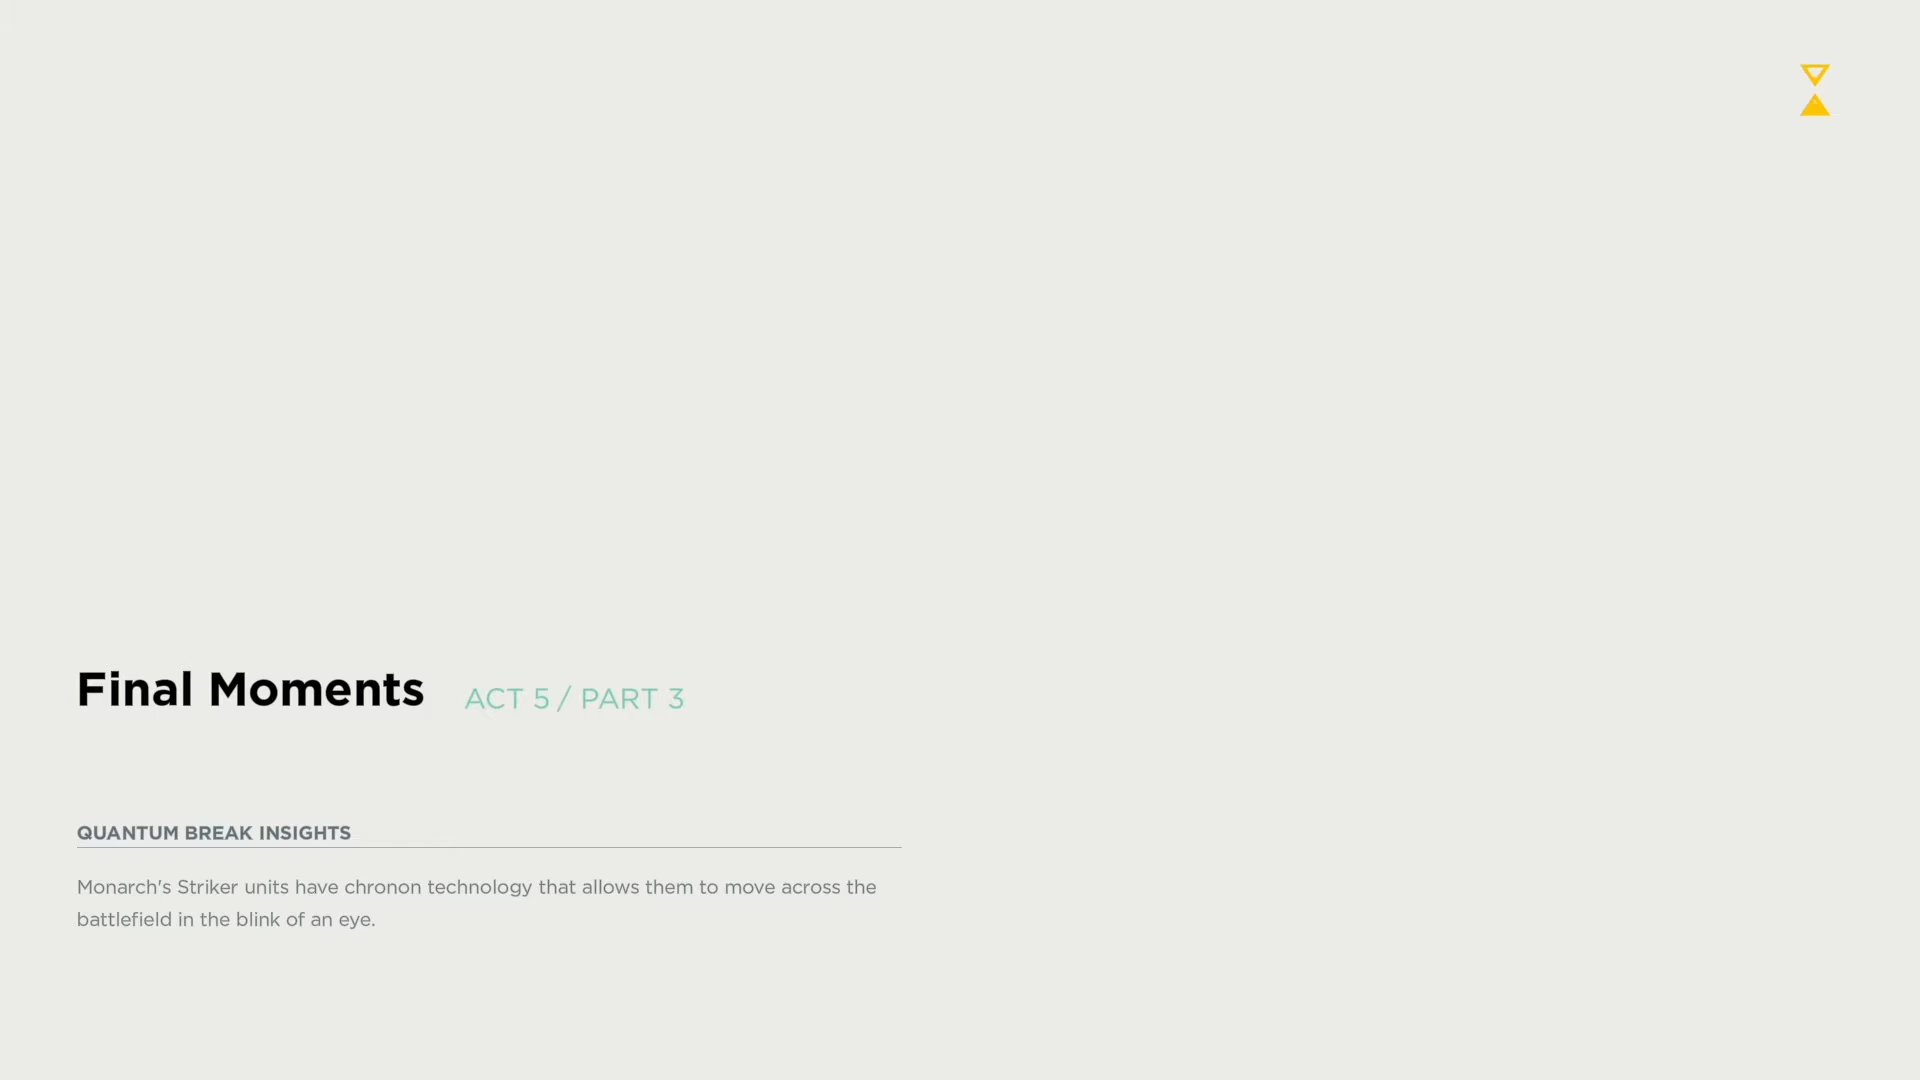 Final Moments ACT 5 / PART 3
QUANTUM BREAK INSIGHTS
Monarch's Striker units have chronon technology that allows them to move across the
battlefield in the blink of an eye.